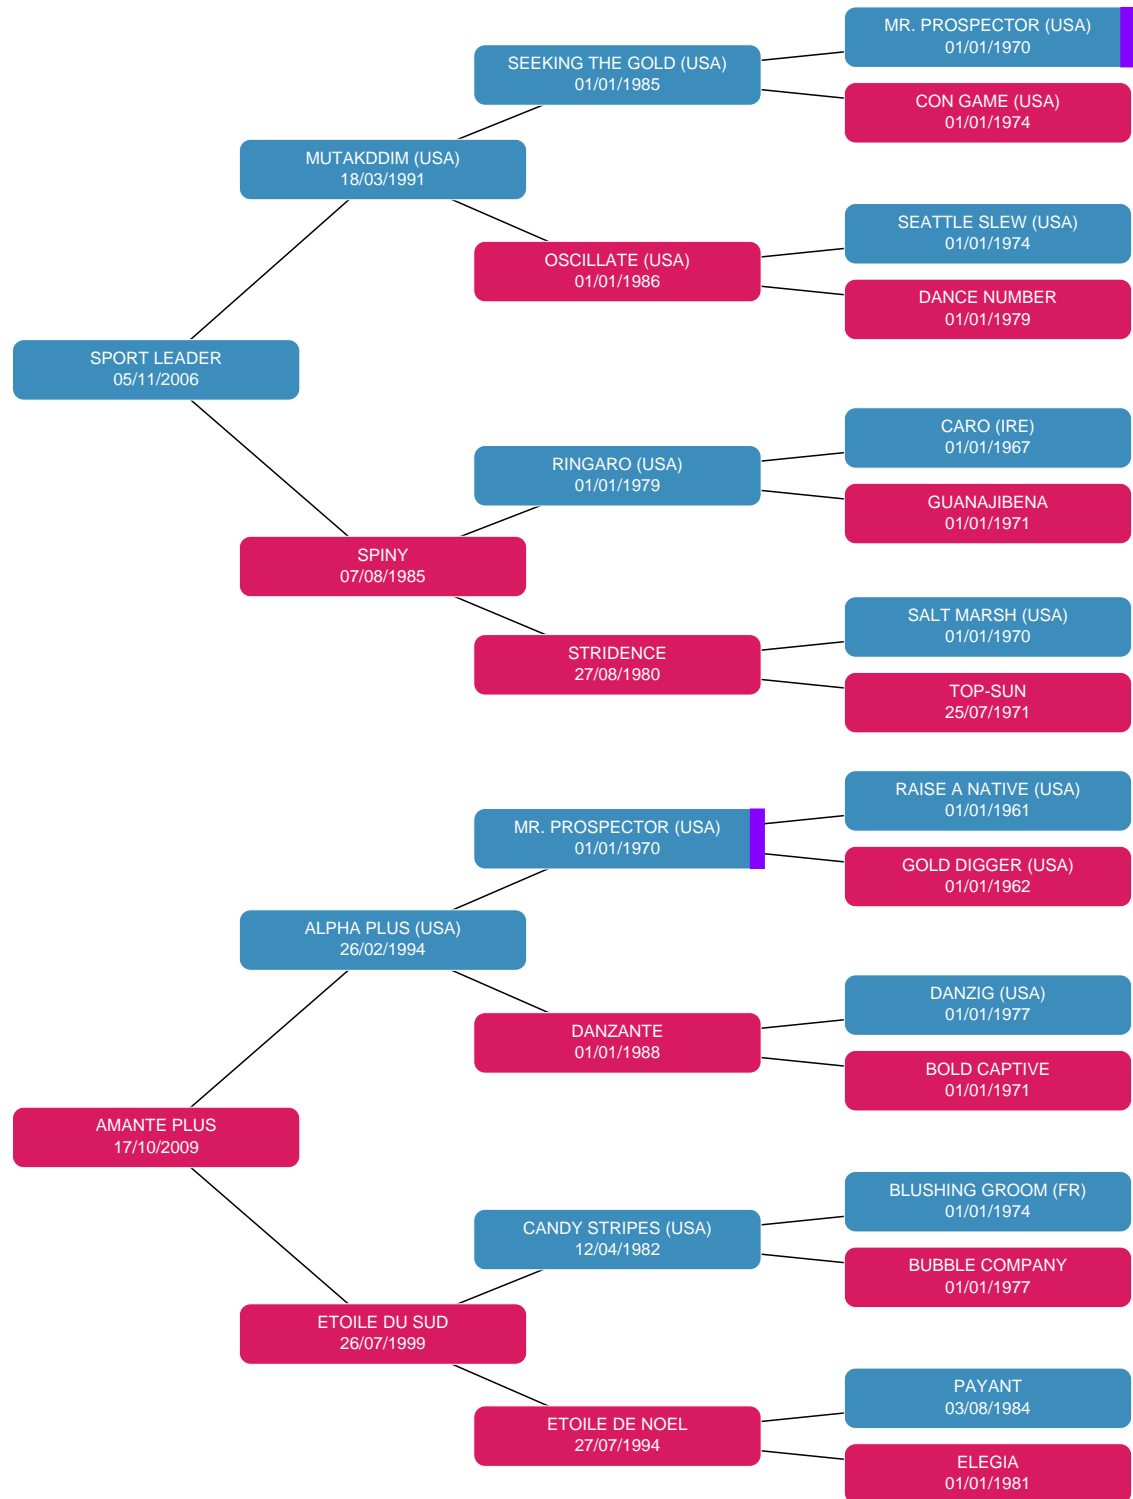 MR. PROSPECTOR (USA)
01/01/1970
SEEKING THE GOLD (USA)
01/01/1985
CON GAME (USA)
01/01/1974
MUTAKDDIM (USA)
18/03/1991
SEATTLE SLEW (USA)
01/01/1974
OSCILLATE (USA)
01/01/1986
DANCE NUMBER
01/01/1979
SPORT LEADER
05/11/2006
CARO (IRE)
01/01/1967
RINGARO (USA)
01/01/1979
GUANAJIBENA
01/01/1971
SPINY
07/08/1985
SALT MARSH (USA)
01/01/1970
STRIDENCE
27/08/1980
TOP-SUN
25/07/1971
RAISE A NATIVE (USA)
01/01/1961
MR. PROSPECTOR (USA)
01/01/1970
GOLD DIGGER (USA)
01/01/1962
ALPHA PLUS (USA)
26/02/1994
DANZIG (USA)
01/01/1977
DANZANTE
01/01/1988
BOLD CAPTIVE
01/01/1971
AMANTE PLUS
17/10/2009
BLUSHING GROOM (FR)
01/01/1974
CANDY STRIPES (USA)
12/04/1982
BUBBLE COMPANY
01/01/1977
ETOILE DU SUD
26/07/1999
PAYANT
03/08/1984
ETOILE DE NOEL
27/07/1994
ELEGIA
01/01/1981